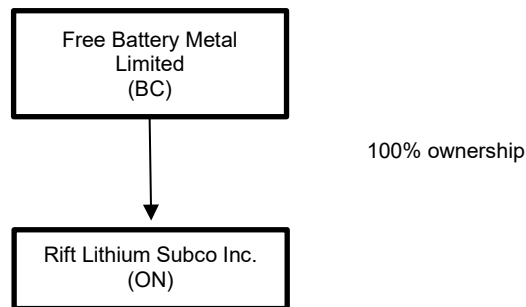 Free Battery Metal
Limited
(BC)
100% ownership
Rift Lithium Subco Inc.
(ON)